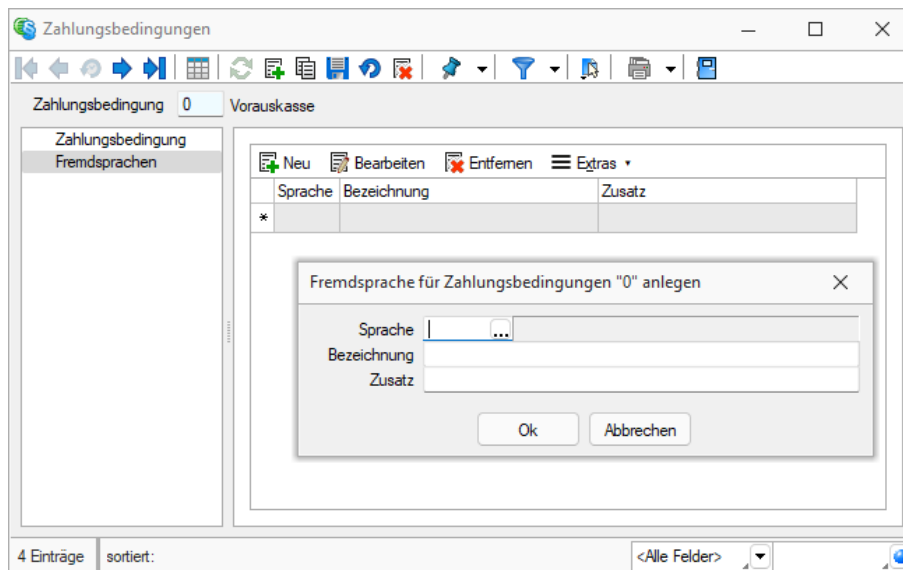 Zahlungsbedingungen
Zahlungsbedingung 0 Vorauskasse
Zahlungsbedingung
Fremdsprachen
Neu Bearbeiten Entfernen Extras
Sprache Bezeichnung Zusatz
*
Fremdsprache für Zahlungsbedingungen "0" anlegen
Sprache ...
Bezeichnung
Zusatz
Ok Abbrechen
4 Einträge sortiert: <Alle Felder>